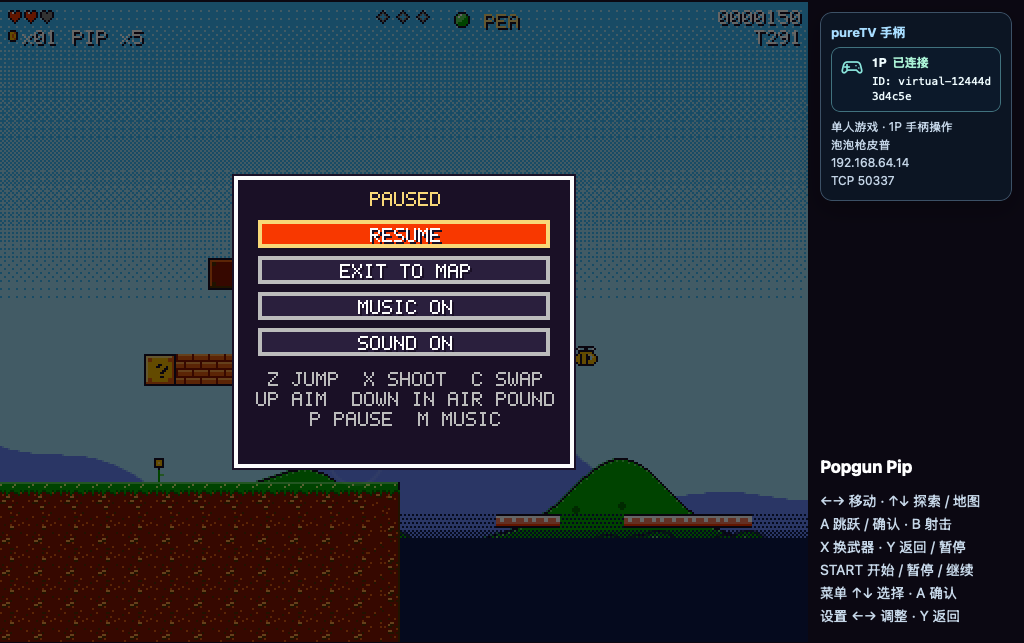 x01 PIP x5
PEA
0000150
T291
PAUSED
RESUME
EXIT TO MAP
MUSIC ON
SOUND ON
Z JUMP X SHOOT C SWAP
UP AIM DOWN IN AIR POUND
P PAUSE M MUSIC
?
pureTV 手柄
1P 已连接
ID: virtual-12444d
3d4c5e
单人游戏 · 1P 手柄操作
泡泡枪皮普
192.168.64.14
TCP 50337
Popgun Pip
←→ 移动 · ↑↓ 探索 / 地图
A 跳跃 / 确认 · B 射击
X 换武器 · Y 返回 / 暂停
START 开始 / 暂停 / 继续
菜单 ↑↓ 选择 · A 确认
设置 ←→ 调整 · Y 返回